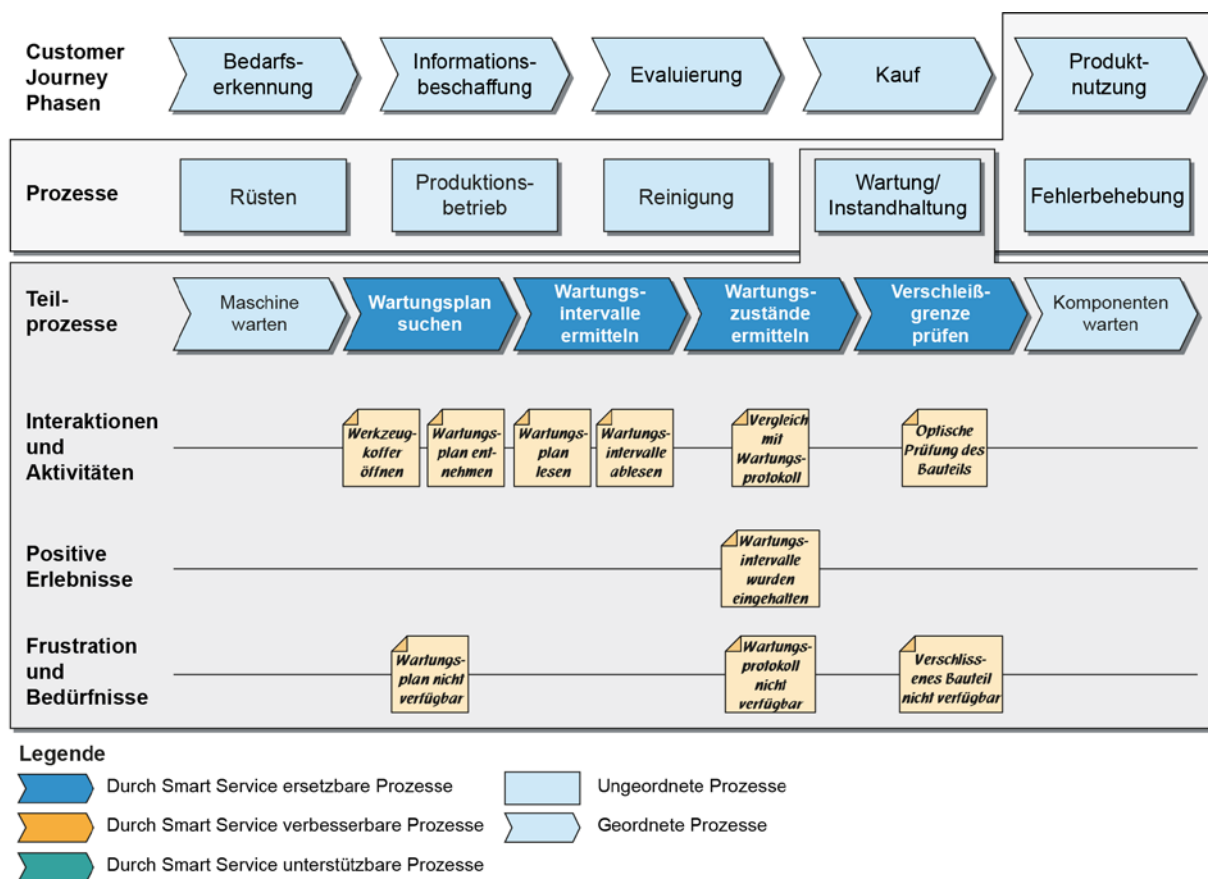 Customer
Journey
Phasen
Bedarfs-
erkennung
Informations-
beschaffung
Evaluierung
Kauf
Produkt-
nutzung
Prozesse
Rüsten
Produktions-
betrieb
Reinigung
Wartung/
Instandhaltung
Fehlerbehebung
Teil-
prozesse
Maschine
warten
Wartungsplan
suchen
Wartungs-
intervalle
ermitteln
Wartungs-
zustände
ermitteln
Verschleiß-
grenze
prüfen
Komponenten
warten
Interaktionen
und
Aktivitäten
Werkzeug-
koffer
öffnen
Wartungs-
plan ent-
nehmen
Wartungs-
plan
lesen
Wartungs-
intervalle
ablesen
Vergleich
mit
Wartungs-
protokoll
Optische
Prüfung des
Bauteils
Positive
Erlebnisse
Wartungs-
intervalle
wurden
eingehalten
Frustration
und
Bedürfnisse
Wartungs-
plan nicht
verfügbar
Wartungs-
protokoll
nicht
verfügbar
Verschliss-
enes Bauteil
nicht verfügbar
Legende
Durch Smart Service ersetzbare Prozesse
Durch Smart Service verbesserbare Prozesse
Durch Smart Service unterstützbare Prozesse
Ungeordnete Prozesse
Geordnete Prozesse